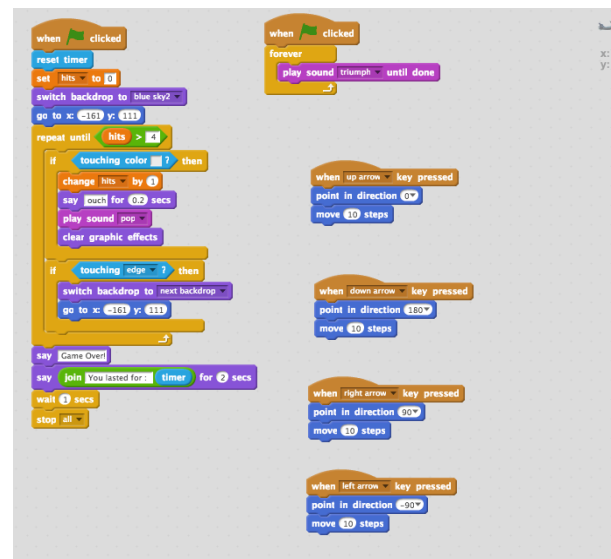 when clicked
reset timer
set hits to 0
switch backdrop to blue sky2
go to x: -161 y: 111
repeat until hits > 4
if touching color ? then
change hits by 1
say ouch for 0.2 secs
play sound pop
clear graphic effects
if touching edge ? then
switch backdrop to next backdrop
go to x: -161 y: 111
say Game Over!
say join You lasted for : timer for 2 secs
wait 1 secs
stop all
when clicked
forever
play sound triumph until done
when up arrow key pressed
point in direction 0
move 10 steps
when down arrow key pressed
point in direction 180
move 10 steps
when right arrow key pressed
point in direction 90
move 10 steps
when left arrow key pressed
point in direction -90
move 10 steps
x:
y: